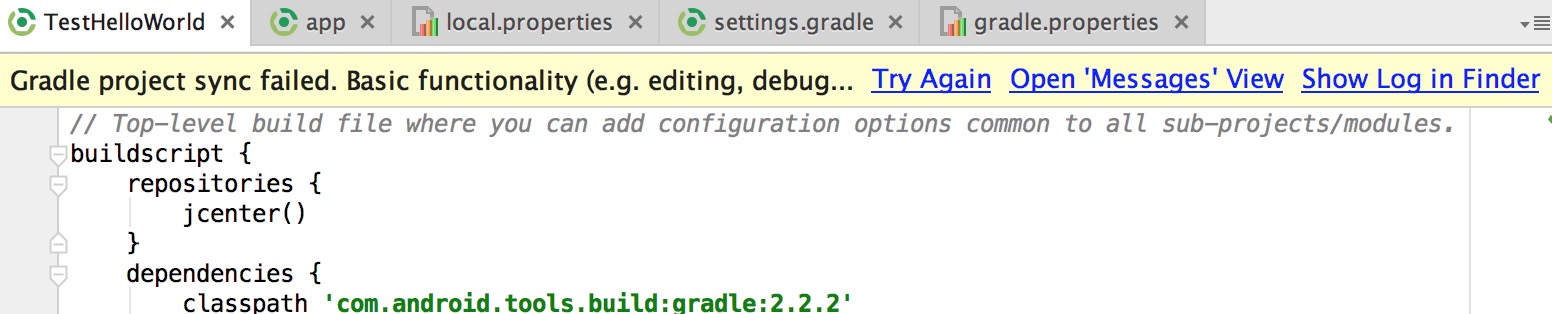 TestHelloWorld app local.properties settings.gradle gradle.properties
Gradle project sync failed. Basic functionality (e.g. editing, debug... Try Again Open 'Messages' View Show Log in Finder
// Top-level build file where you can add configuration options common to all sub-projects/modules.
buildscript {
repositories {
jcenter()
}
dependencies {
classpath 'com.android.tools.build:gradle:2.2.2'